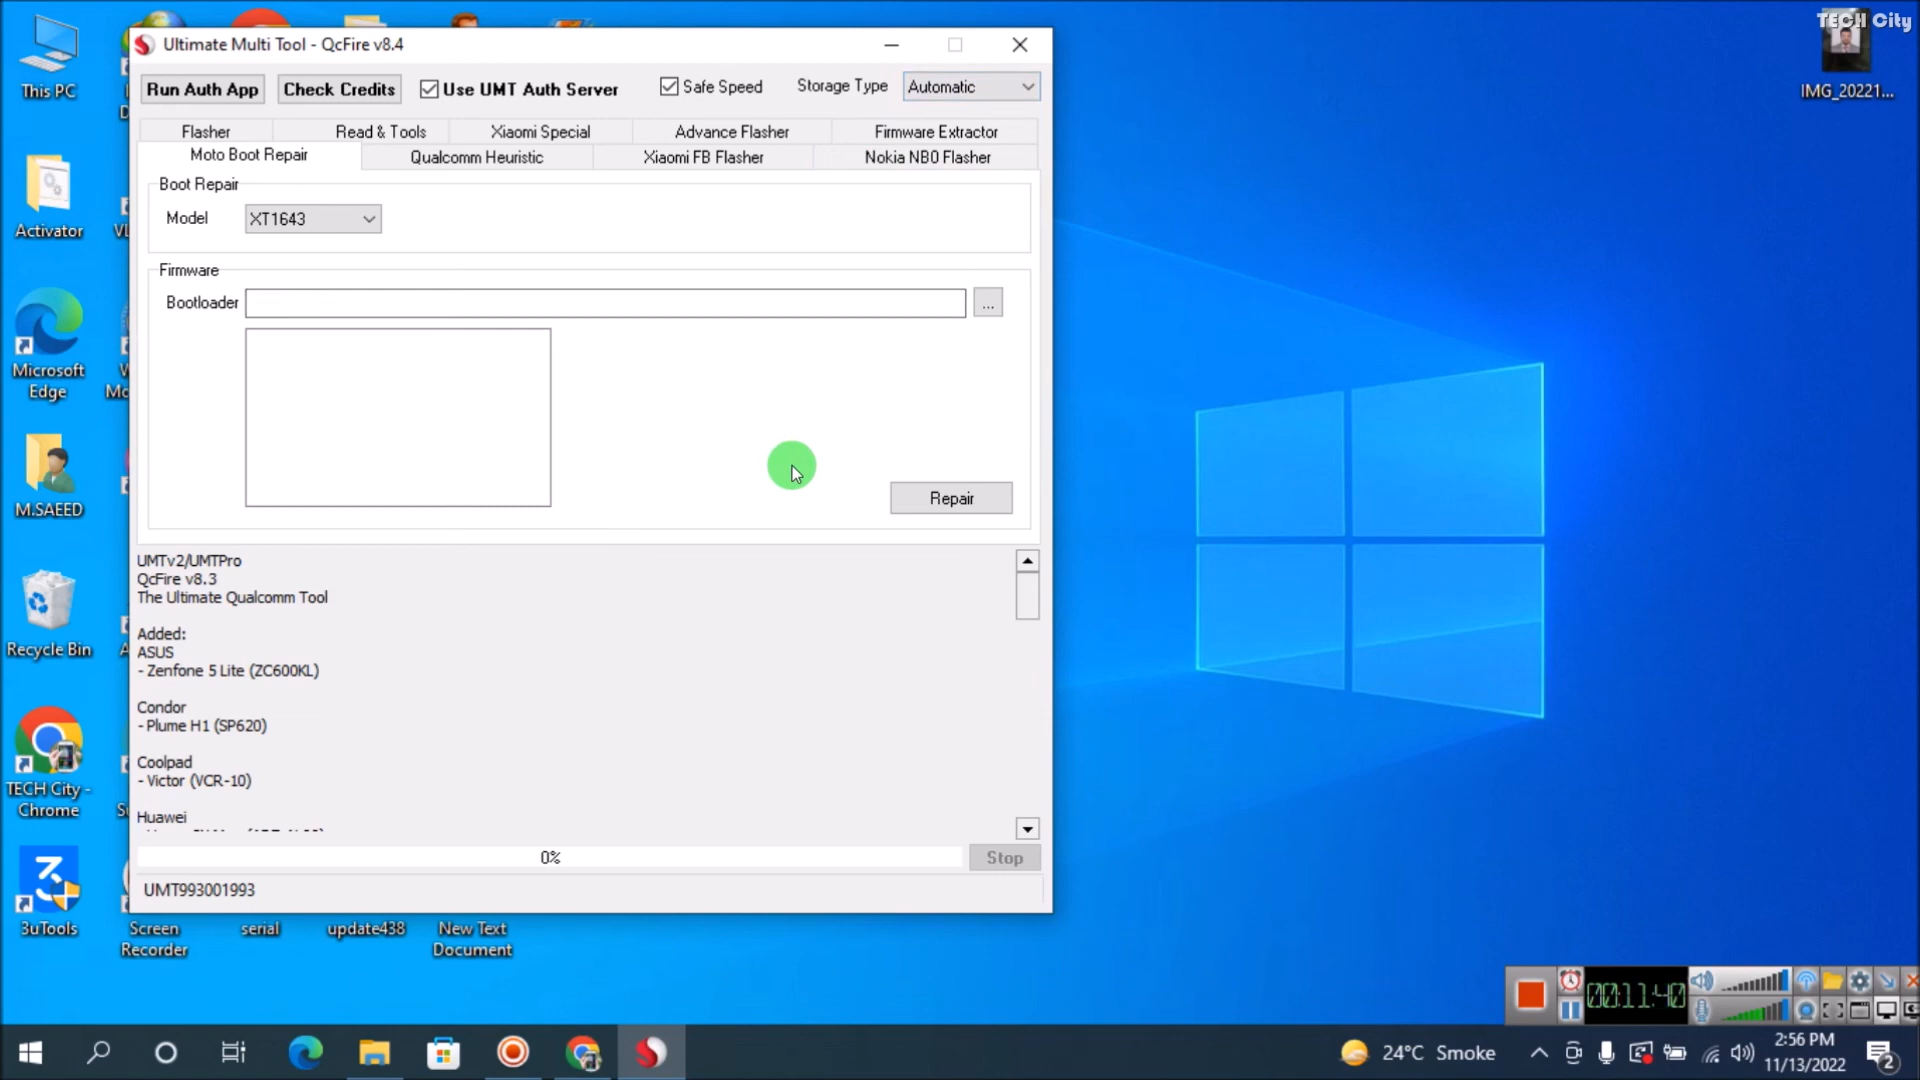 TECH City
This PC
Activator
Microsoft
Edge
M.SAEED
Recycle Bin
TECH City -
Chrome
3uTools
Screen
Recorder
serial
update438
New Text
Document
IMG_20221...
Ultimate Multi Tool - QcFire v8.4
Run Auth App
Check Credits
Use UMT Auth Server
Safe Speed
Storage Type
Automatic
Flasher
Read & Tools
Xiaomi Special
Advance Flasher
Firmware Extractor
Moto Boot Repair
Qualcomm Heuristic
Xiaomi FB Flasher
Nokia NB0 Flasher
Boot Repair
Model
XT1643
Firmware
Bootloader
...
Repair
UMTv2/UMTPro
QcFire v8.3
The Ultimate Qualcomm Tool
Added:
ASUS
- Zenfone 5 Lite (ZC600KL)
Condor
- Plume H1 (SP620)
Coolpad
- Victor (VCR-10)
Huawei
0%
Stop
UMT993001993
00:11:40
24°C Smoke
2:56 PM
11/13/2022
2